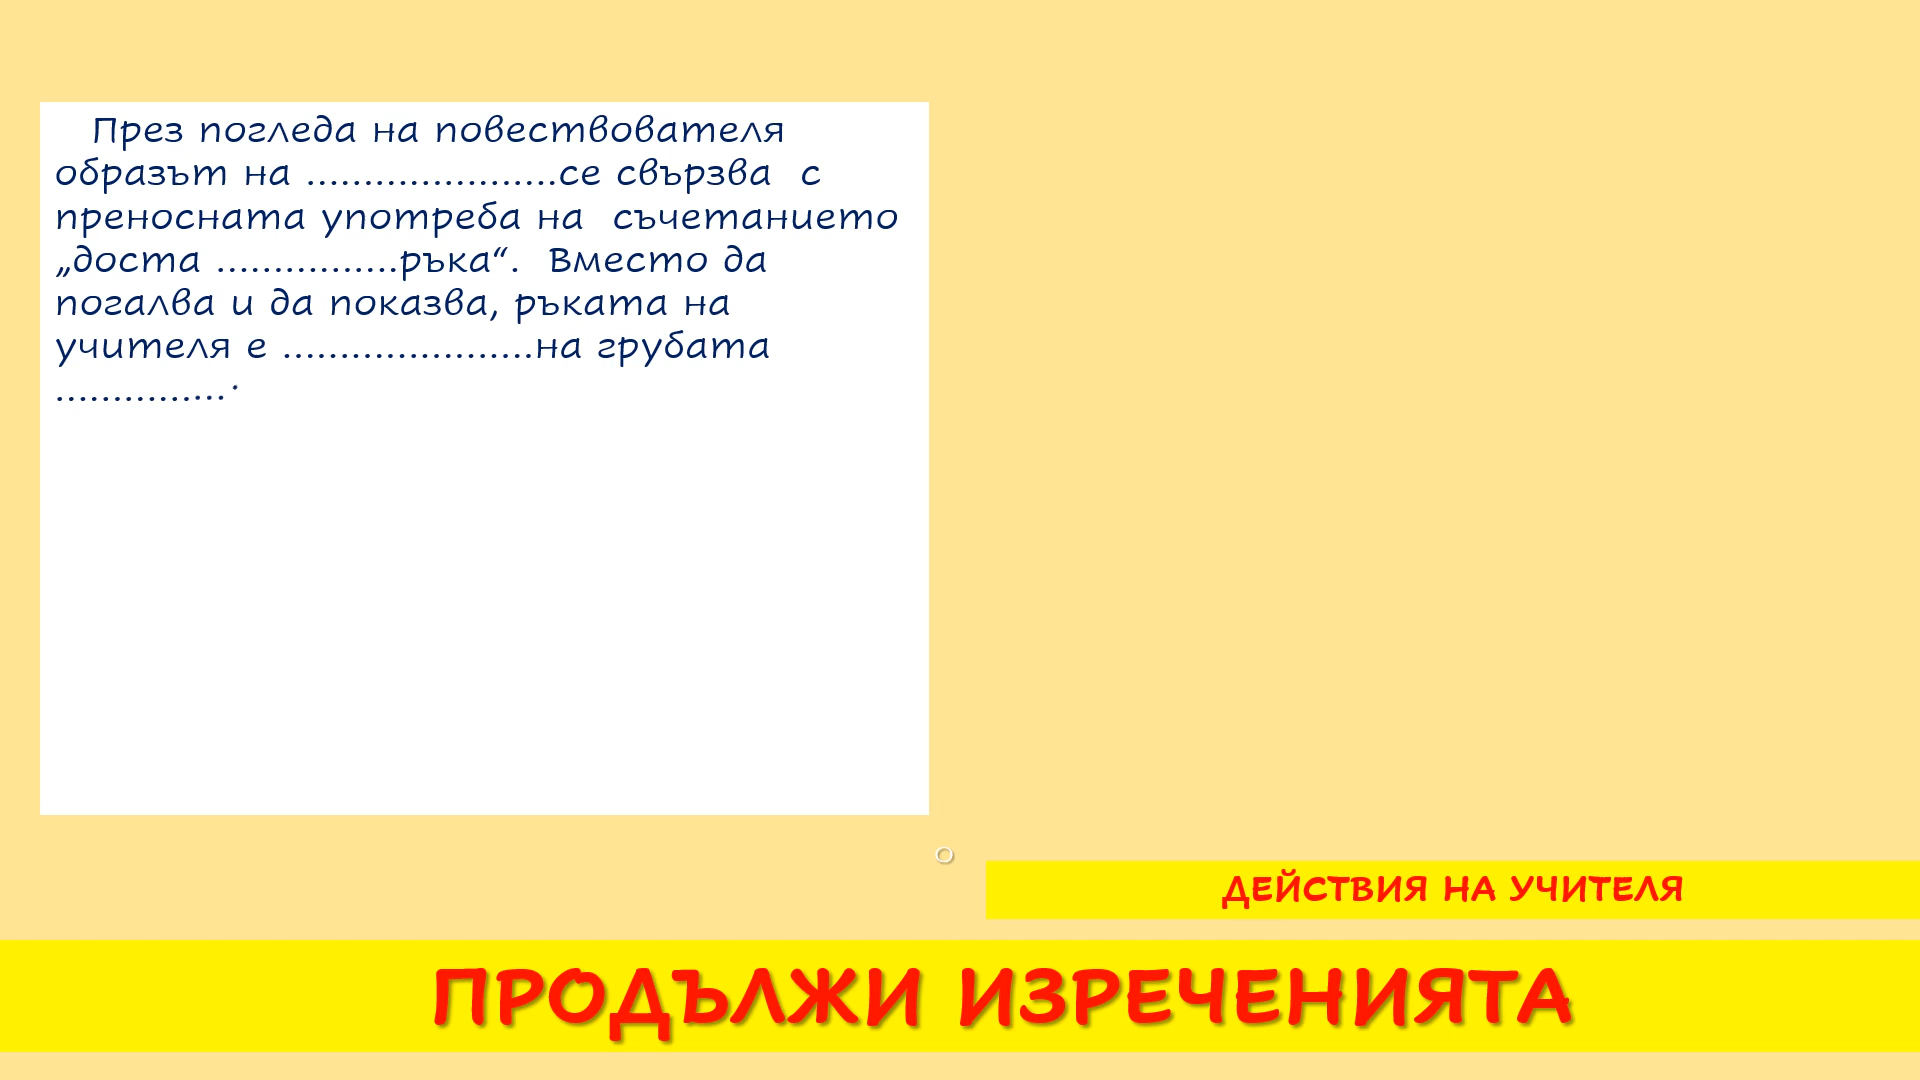 През погледа на повествователя
образът на ......................се свързва  с
преносната употреба на  съчетанието
„доста ................ръка“.  Вместо да
погалва и да показва, ръката на
учителя е ......................на грубата
...............·
ДЕЙСТВИЯ НА УЧИТЕЛЯ
ПРОДЪЛЖИ ИЗРЕЧЕНИЯТА